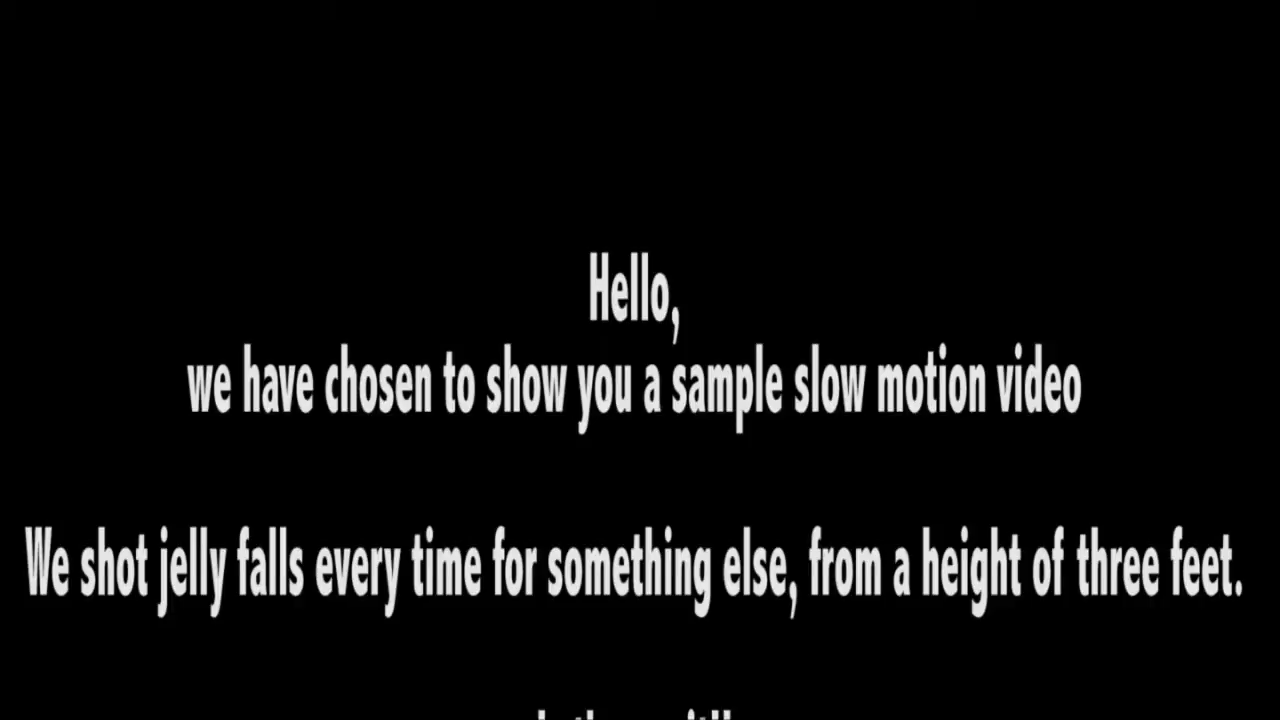 Hello,
we have chosen to show you a sample slow motion video
We shot jelly falls every time for something else, from a height of three feet.